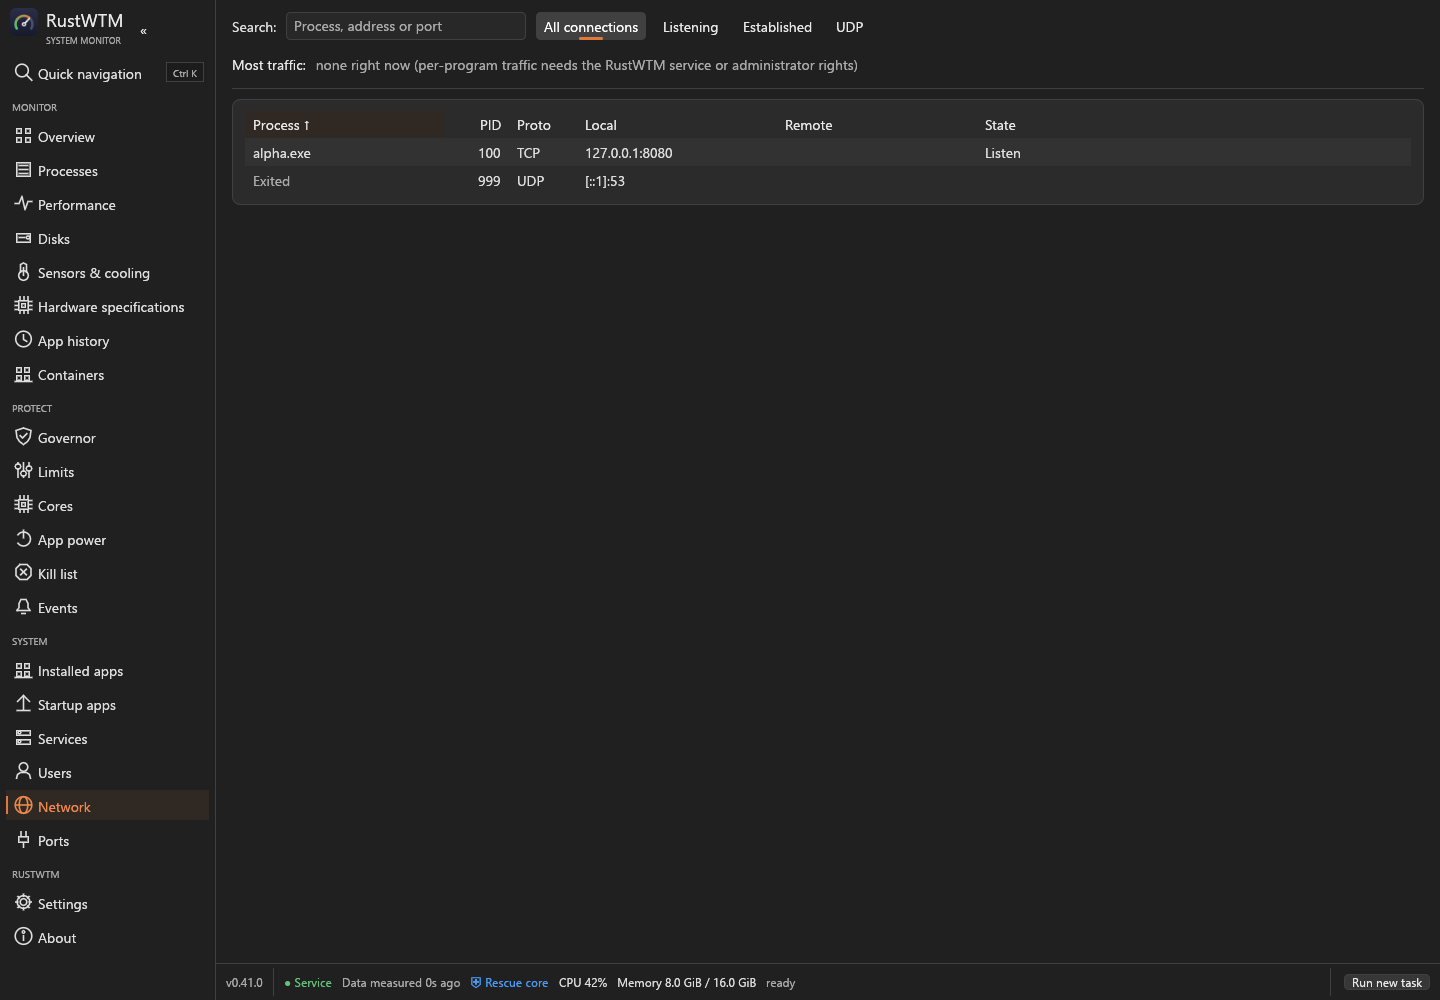 RustWTM
SYSTEM MONITOR
«
Quick navigation Ctrl K
MONITOR
Overview
Processes
Performance
Disks
Sensors & cooling
Hardware specifications
App history
Containers
PROTECT
Governor
Limits
Cores
App power
Kill list
Events
SYSTEM
Installed apps
Startup apps
Services
Users
Network
Ports
RUSTWTM
Settings
About
Search: Process, address or port All connections Listening Established UDP
Most traffic: none right now (per-program traffic needs the RustWTM service or administrator rights)
Process ↑ PID Proto Local Remote State
alpha.exe 100 TCP 127.0.0.1:8080 Listen
Exited 999 UDP [::1]:53
v0.41.0 ● Service Data measured 0s ago Rescue core CPU 42% Memory 8.0 GiB / 16.0 GiB ready Run new task